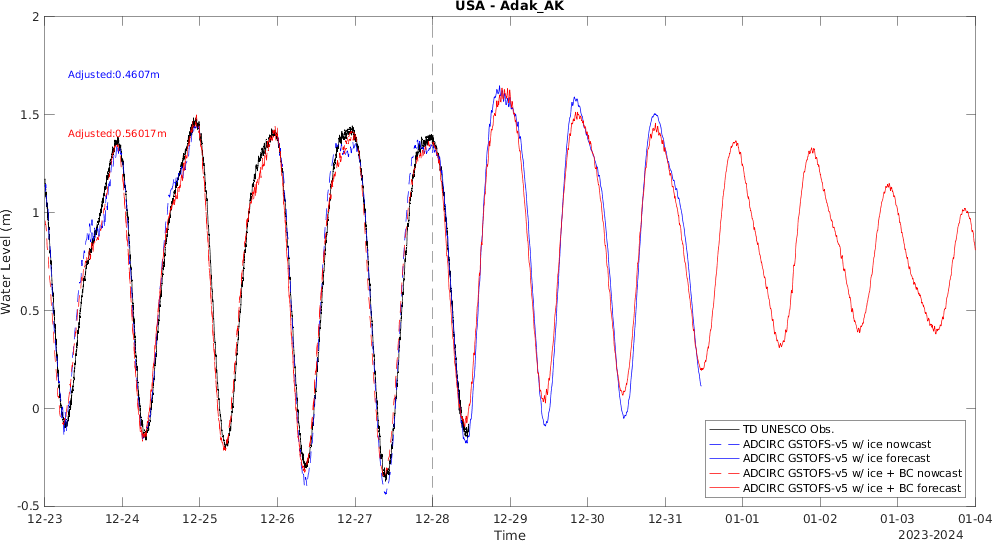 USA - Adak_AK
2
1.5
1
0.5
0
-0.5
Water Level (m)
Adjusted:0.4607m
Adjusted:0.56017m
TD UNESCO Obs.
ADCIRC GSTOFS-v5 w/ ice nowcast
ADCIRC GSTOFS-v5 w/ ice forecast
ADCIRC GSTOFS-v5 w/ ice + BC nowcast
ADCIRC GSTOFS-v5 w/ ice + BC forecast
12-23 12-24 12-25 12-26 12-27 12-28 12-29 12-30 12-31 01-01 01-02 01-03 01-04
Time
2023-2024